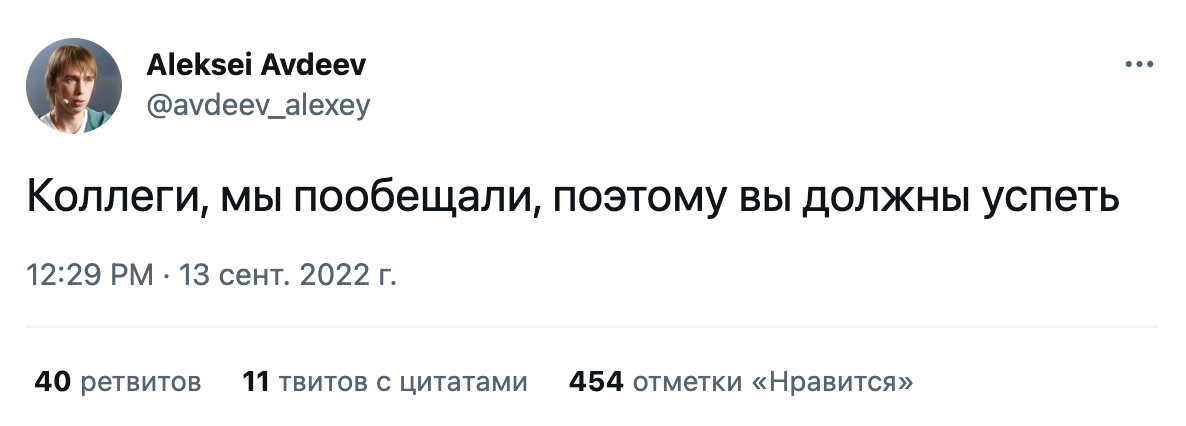 Aleksei Avdeev
@avdeev_alexey
Коллеги, мы пообещали, поэтому вы должны успеть
12:29 PM · 13 сент. 2022 г.
40 ретвитов 11 твитов с цитатами 454 отметки «Нравится»